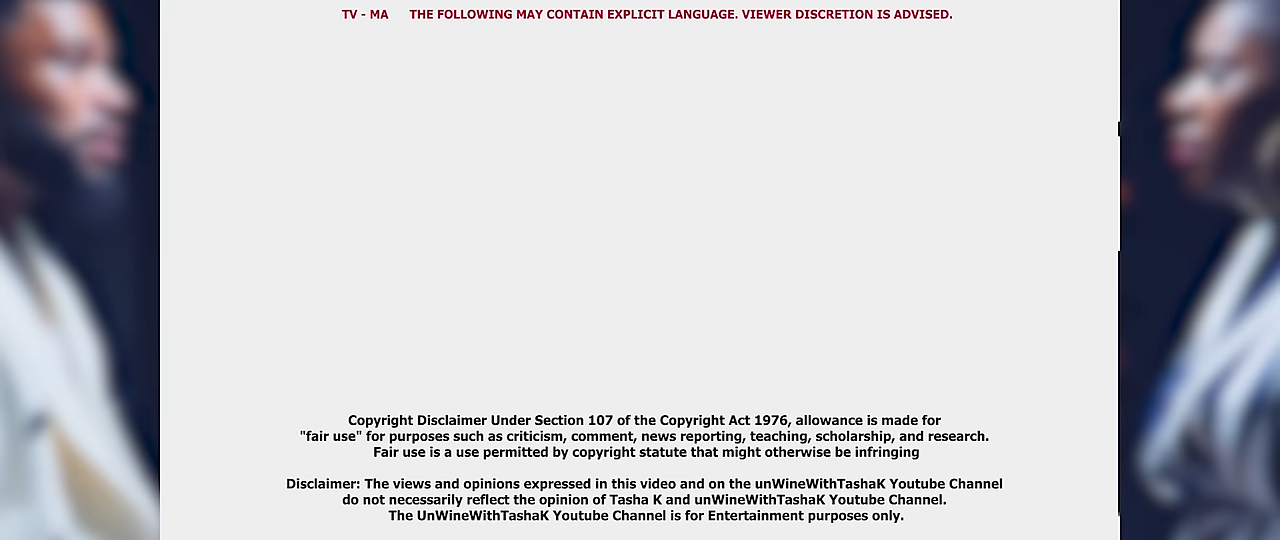 TV - MA THE FOLLOWING MAY CONTAIN EXPLICIT LANGUAGE. VIEWER DISCRETION IS ADVISED.
Copyright Disclaimer Under Section 107 of the Copyright Act 1976, allowance is made for
"fair use" for purposes such as criticism, comment, news reporting, teaching, scholarship, and research.
Fair use is a use permitted by copyright statute that might otherwise be infringing
Disclaimer: The views and opinions expressed in this video and on the unWineWithTashaK Youtube Channel
do not necessarily reflect the opinion of Tasha K and unWineWithTashaK Youtube Channel.
The UnWineWithTashaK Youtube Channel is for Entertainment purposes only.